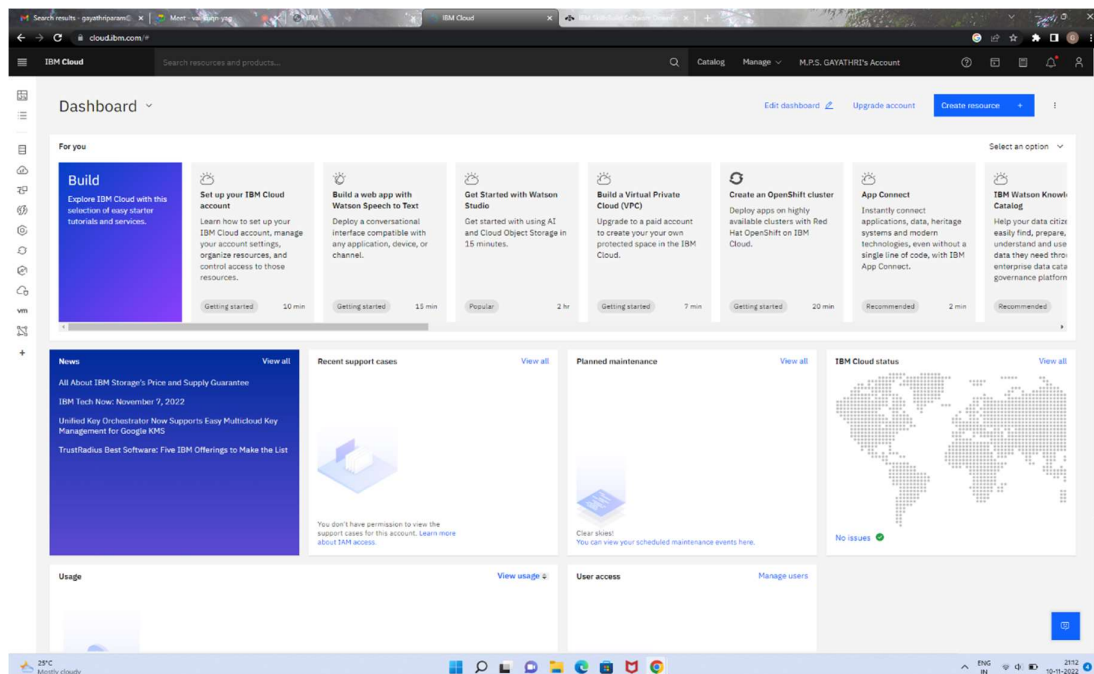 Search results - gayathriparam
Meet -
IBM
IBM Cloud
cloud.ibm.com/
IBM Cloud
Search resources and products...
Catalog
Manage
M.P.S. GAYATHRI's Account
Dashboard
Edit dashboard
Upgrade account
Create resource +
For you
Select an option
Build
Explore IBM Cloud with this
selection of easy starter
tutorials and services.
Set up your IBM Cloud
account
Learn how to set up your
IBM Cloud account, manage
your account settings,
organize resources, and
control access to those
resources.
Getting started 10 min
Build a web app with
Watson Speech to Text
Deploy a conversational
interface compatible with
any application, device, or
channel.
Getting started 15 min
Get Started with Watson
Studio
Get started with using AI
and Cloud Object Storage in
15 minutes.
Popular 2 hr
Build a Virtual Private
Cloud (VPC)
Upgrade to a paid account
to create your your own
protected space in the IBM
Cloud.
Getting started 7 min
Create an OpenShift cluster
Deploy apps on highly
available clusters with Red
Hat OpenShift on IBM
Cloud.
Getting started 20 min
App Connect
Instantly connect
applications, data, heritage
systems and modern
technologies, even without a
single line of code, with IBM
App Connect.
Recommended 2 min
IBM Watson Knowl
Catalog
Help your data citize
easily find, prepare,
understand and use
data they need thro
enterprise data cata
governance platform
Recommended
vm
News View all
All About IBM Storage's Price and Supply Guarantee
IBM Tech Now: November 7, 2022
Unified Key Orchestrator Now Supports Easy Multicloud Key
Management for Google KMS
TrustRadius Best Software: Five IBM Offerings to Make the List
Recent support cases View all
You don't have permission to view the
support cases for this account. Learn more
about IAM access.
Planned maintenance View all
Clear skies!
You can view your scheduled maintenance events here.
IBM Cloud status View all
No issues
Usage View usage
User access Manage users
25°C
Mostly cloudy
ENG
IN
21:12
10-11-2022